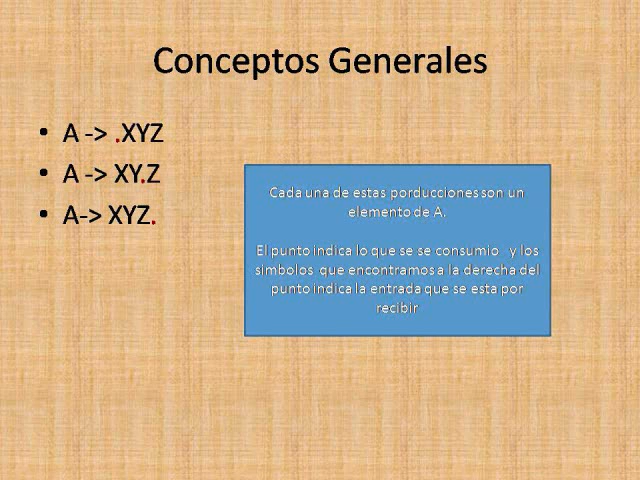 Conceptos Generales
• A -> .XYZ
• A -> XY.Z
• A-> XYZ.
Cada una de estas porducciones son un
elemento de A.
El punto indica lo que se se consumio y los
simbolos que encontramos a la derecha del
punto indica la entrada que se esta por
recibir